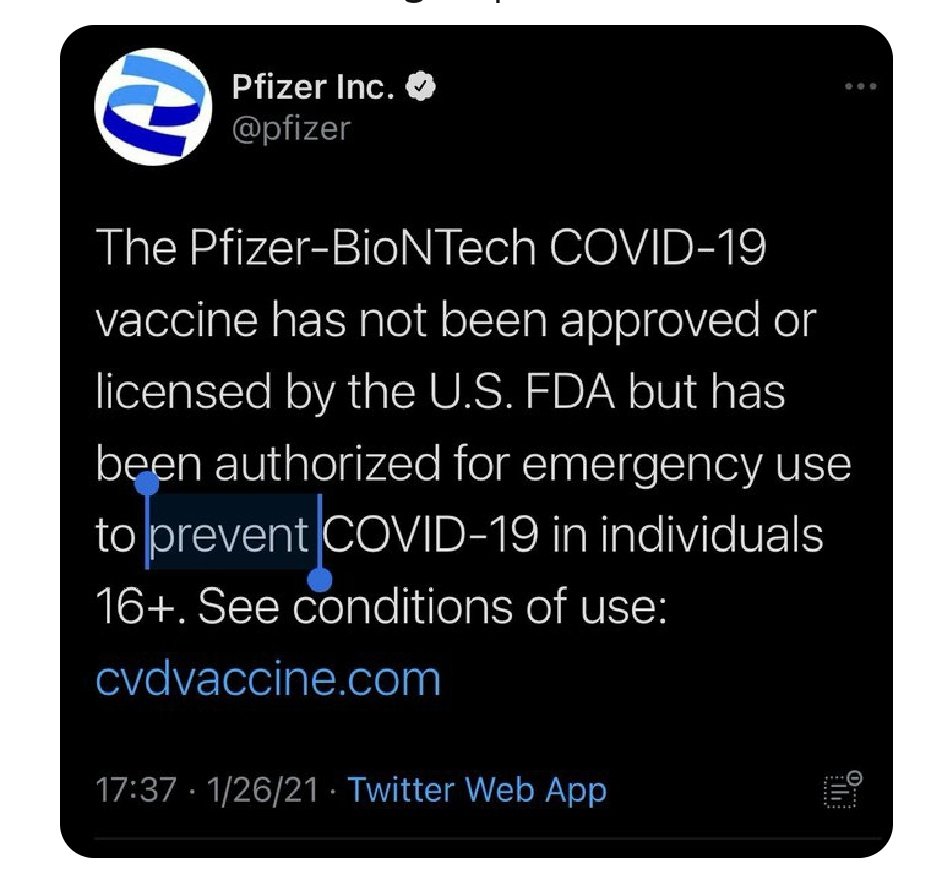 Pfizer Inc.
@pfizer
The Pfizer-BioNTech COVID-19
vaccine has not been approved or
licensed by the U.S. FDA but has
been authorized for emergency use
to prevent COVID-19 in individuals
16+. See conditions of use:
cvdvaccine.com
17:37 · 1/26/21 · Twitter Web App